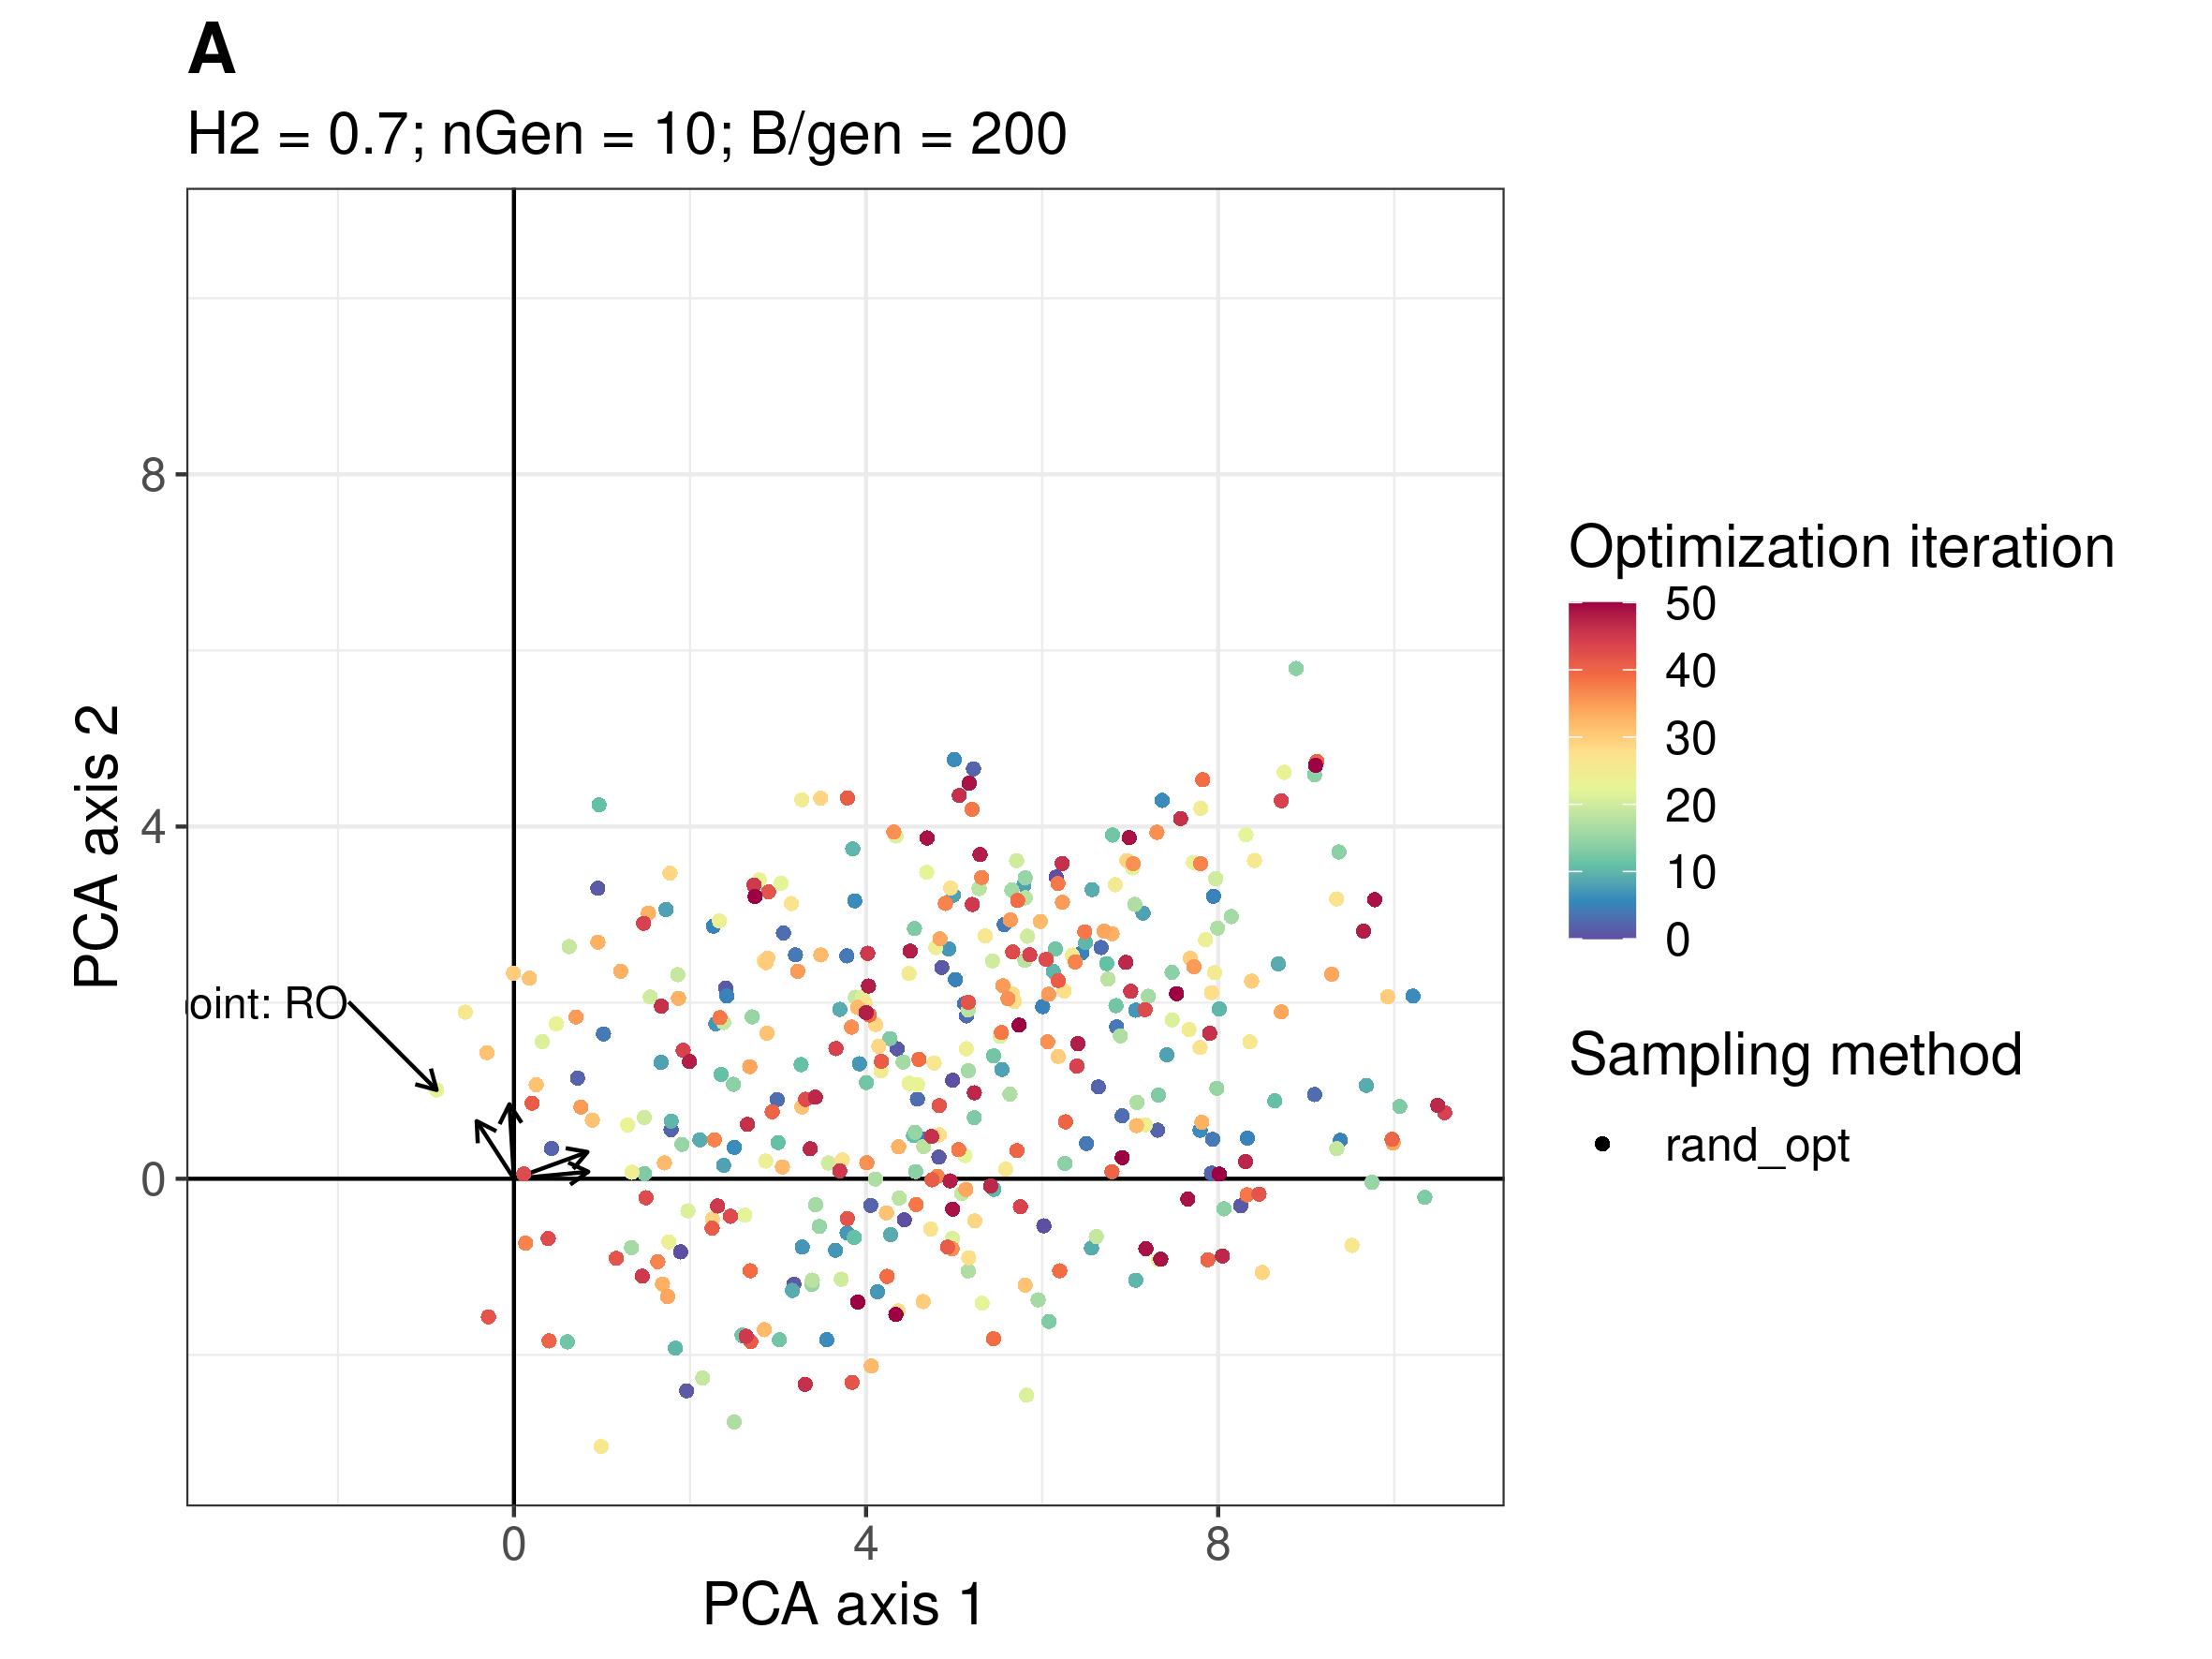 A
H2 = 0.7; nGen = 10; B/gen = 200
PCA axis 2
8
4
0
oint: RO
0
4
8
PCA axis 1
Optimization iteration
50
40
30
20
10
0
Sampling method
rand_opt